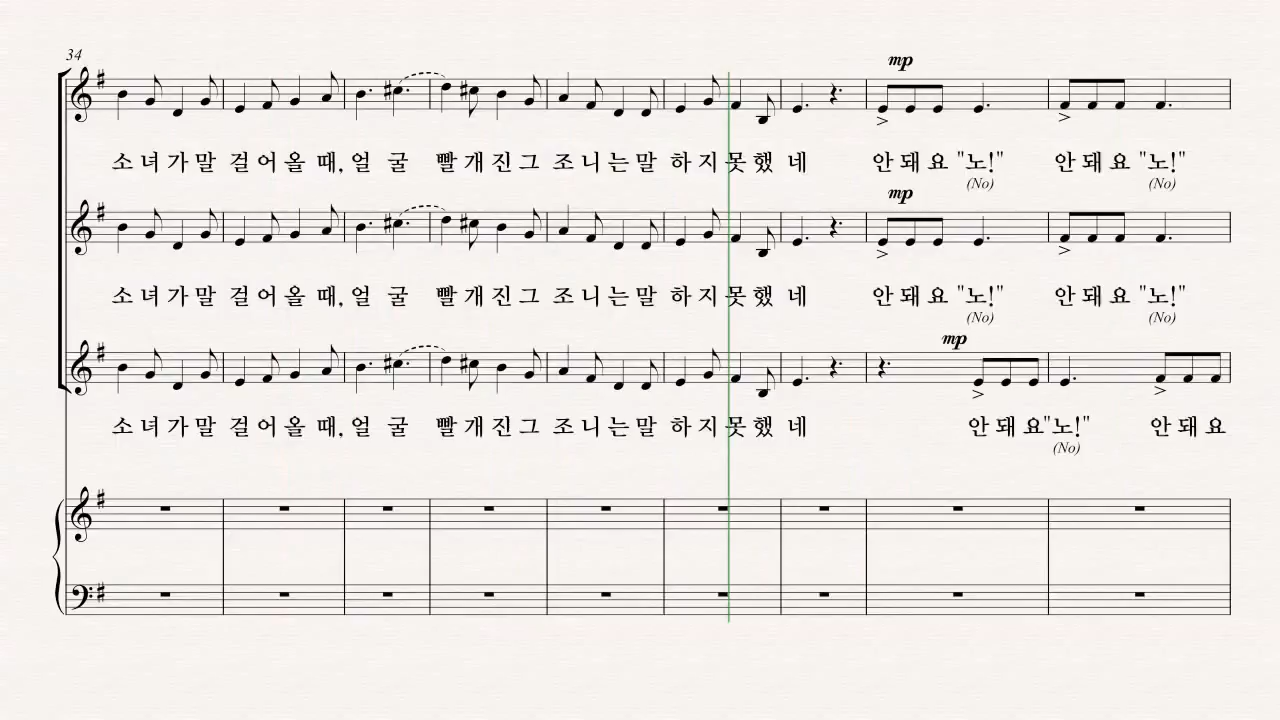 34
mp
소 녀 가 말 걸 어 올 때, 얼 굴 빨 개 진 그 조 니 는 말 하 지 못 했 네 안 돼 요 "노!" 안 돼 요 "노!"
(No) (No)
mp
소 녀 가 말 걸 어 올 때, 얼 굴 빨 개 진 그 조 니 는 말 하 지 못 했 네 안 돼 요 "노!" 안 돼 요 "노!"
(No) (No)
mp
소 녀 가 말 걸 어 올 때, 얼 굴 빨 개 진 그 조 니 는 말 하 지 못 했 네 안 돼 요 "노!" 안 돼 요
(No)